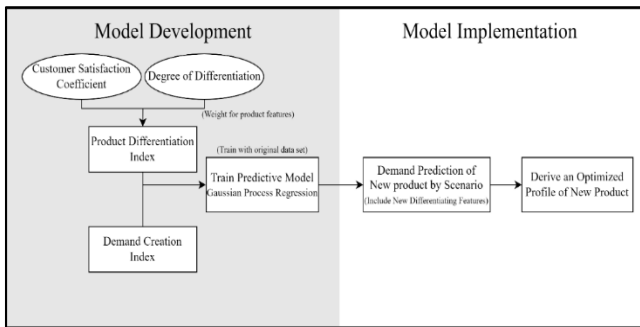 Model Development
Model Implementation
Customer Satisfaction
Coefficient
Degree of Differentiation
(Weight for product features)
Product Differentiation
Index
(Train with original data set)
Train Predictive Model
Gaussian Process Regression
Demand Prediction of
New product by Scenario
(Include New Differentiating Features)
Derive an Optimized
Profile of New Product
Demand Creation
Index